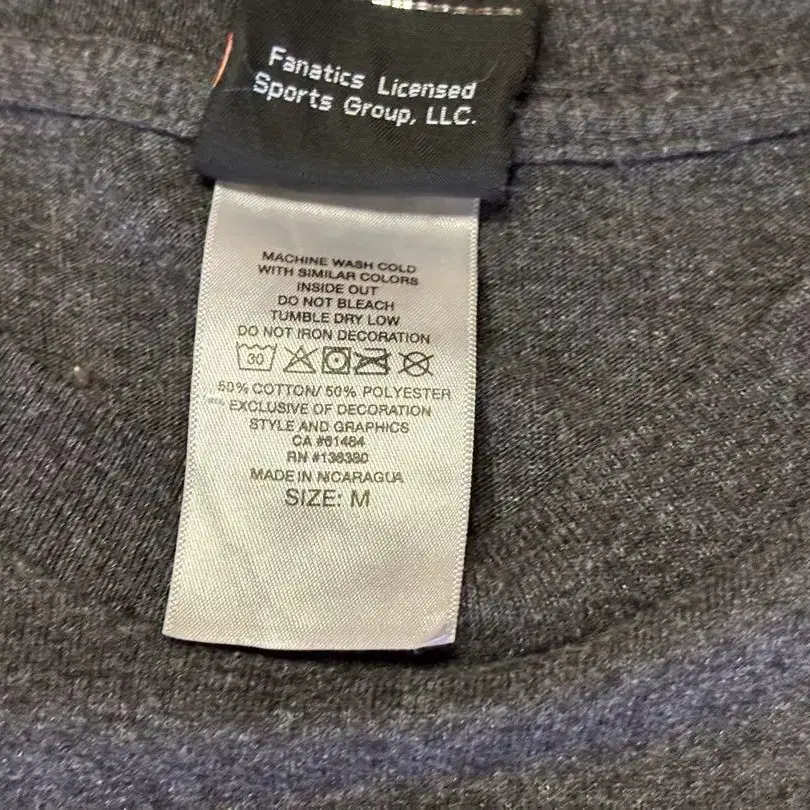 Fanatics Licensed
Sports Group, LLC.
MACHINE WASH COLD
WITH SIMILAR COLORS
INSIDE OUT
DO NOT BLEACH
TUMBLE DRY LOW
DO NOT IRON DECORATION
30
50% COTTON/ 50% POLYESTER
EXCLUSIVE OF DECORATION
STYLE AND GRAPHICS
CA #61484
RN #136380
MADE IN NICARAGUA
SIZE: M